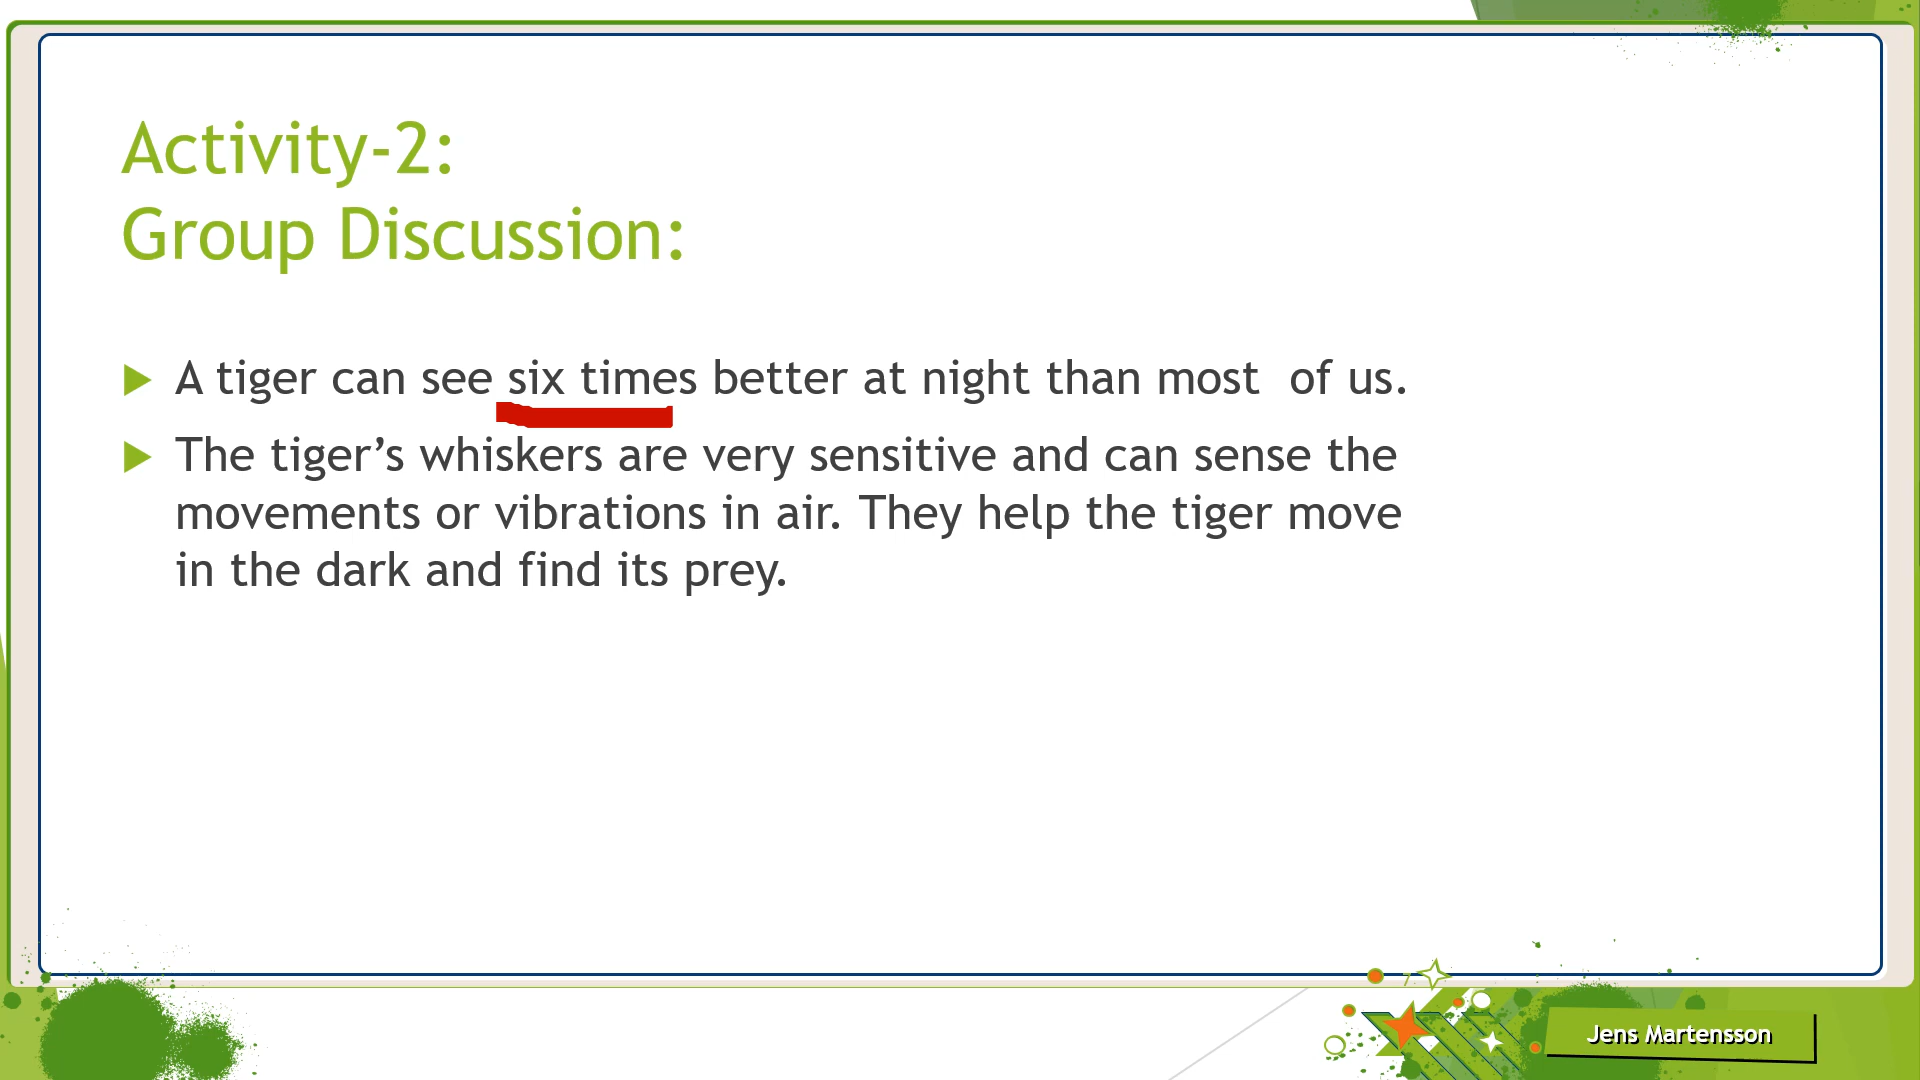 Activity-2:
Group Discussion:
A tiger can see six times better at night than most of us.
The tiger’s whiskers are very sensitive and can sense the
movements or vibrations in air. They help the tiger move
in the dark and find its prey.
7
Jens Martensson